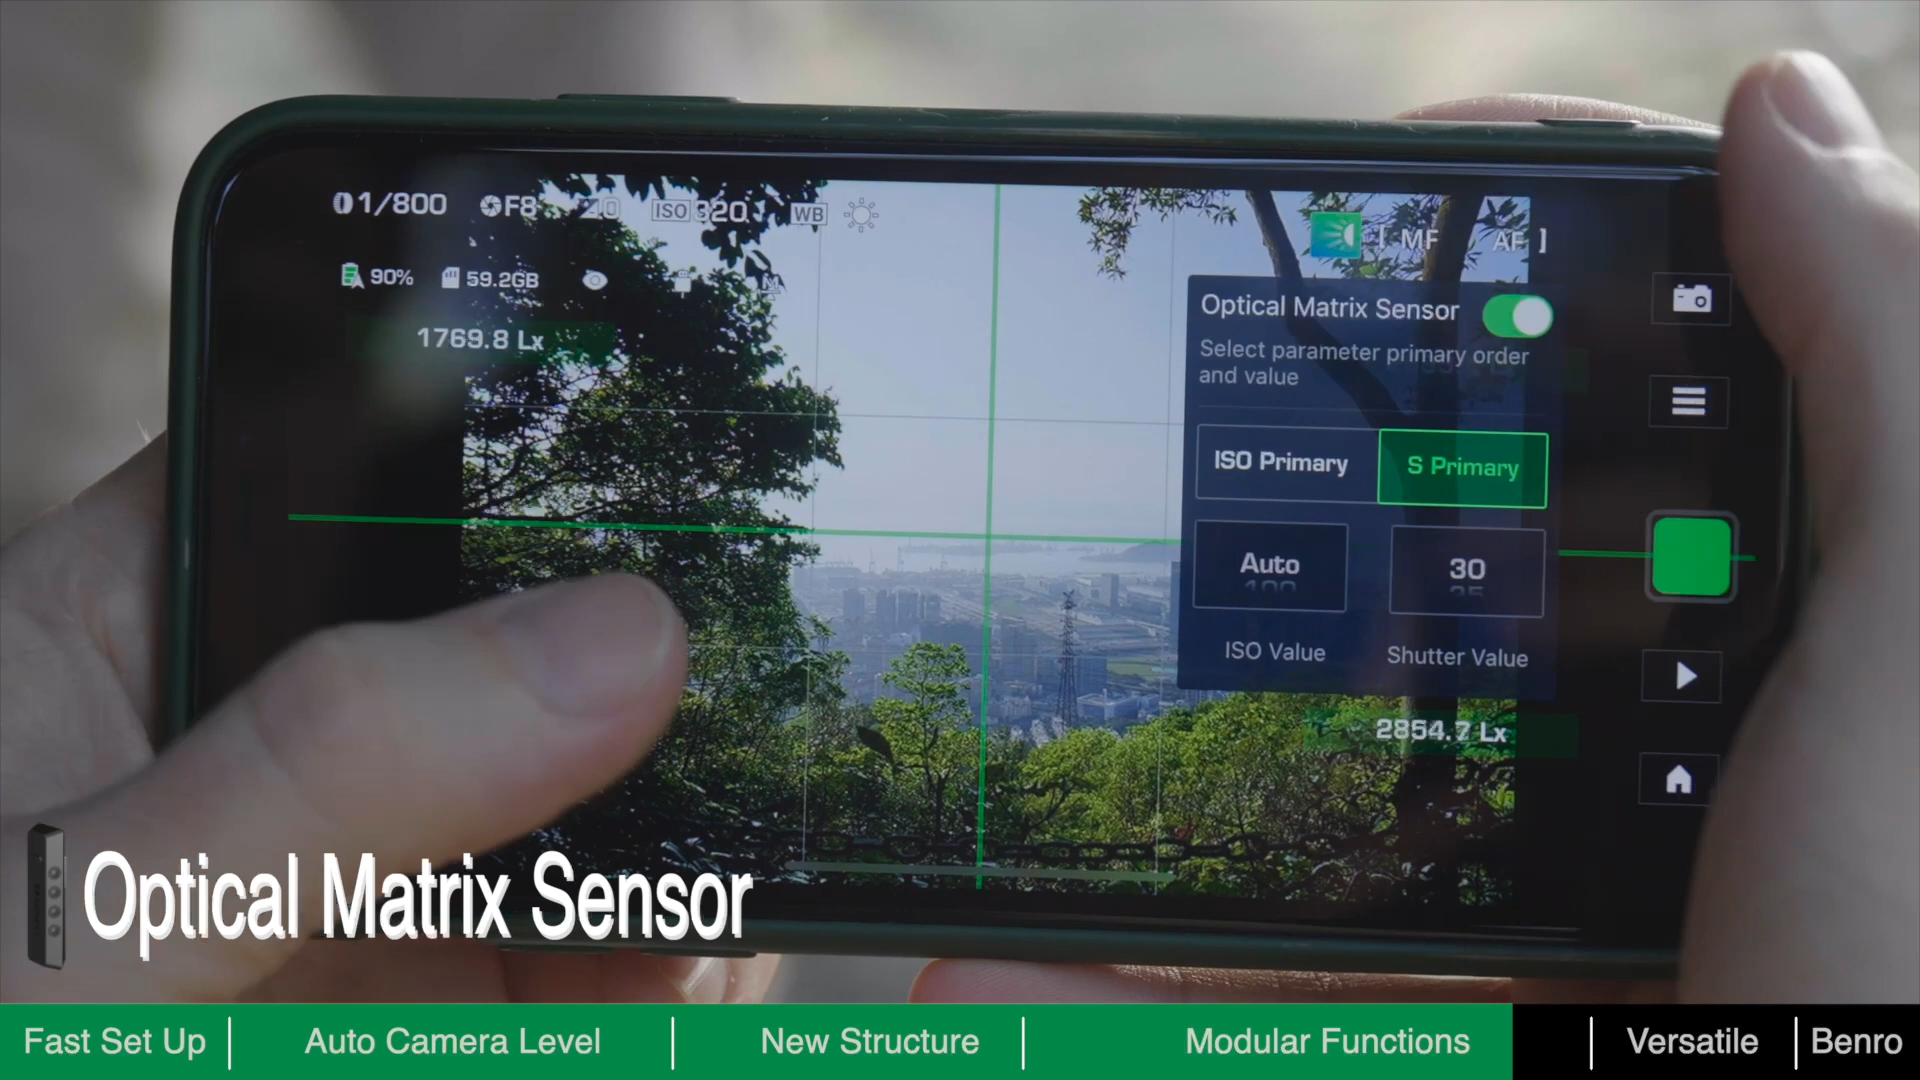 1/800 F8 ISO 320 WB
[ MF AF ]
90% 59.2GB M
1769.8 Lx
Optical Matrix Sensor
Select parameter primary order
and value
ISO Primary S Primary
Auto 30
ISO Value Shutter Value
2854.7 Lx
Optical Matrix Sensor
Fast Set Up Auto Camera Level New Structure Modular Functions Versatile Benro